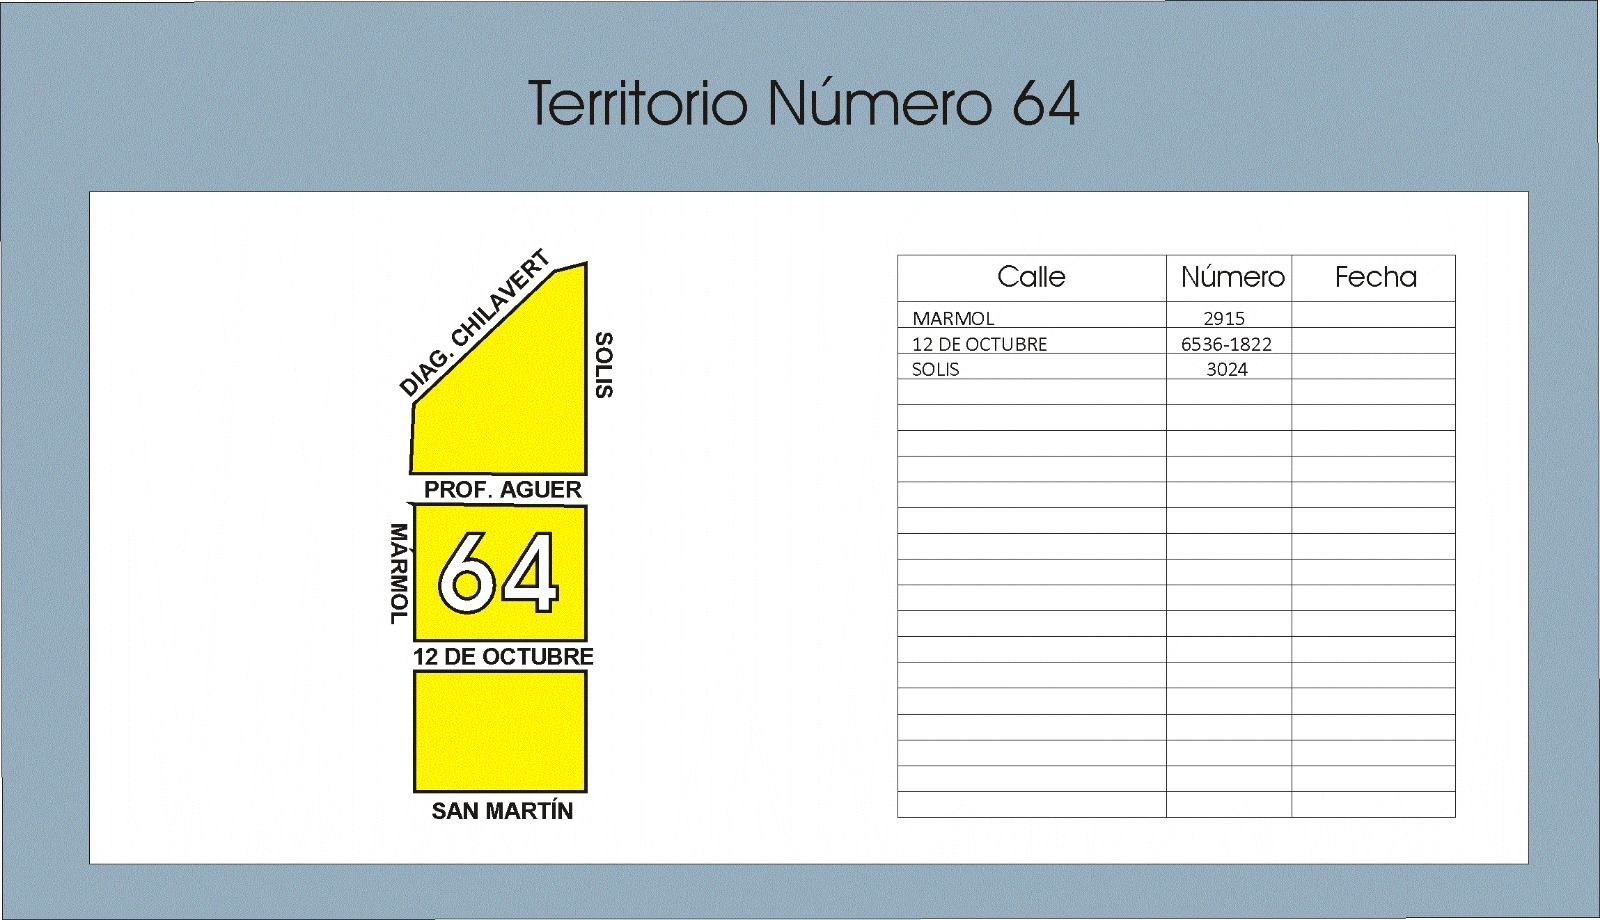 Territorio Número 64
DIAG. CHILAVERT
SOLIS
PROF. AGUER
MÁRMOL
64
12 DE OCTUBRE
SAN MARTÍN
Calle Número Fecha
MARMOL 2915
12 DE OCTUBRE 6536-1822
SOLIS 3024